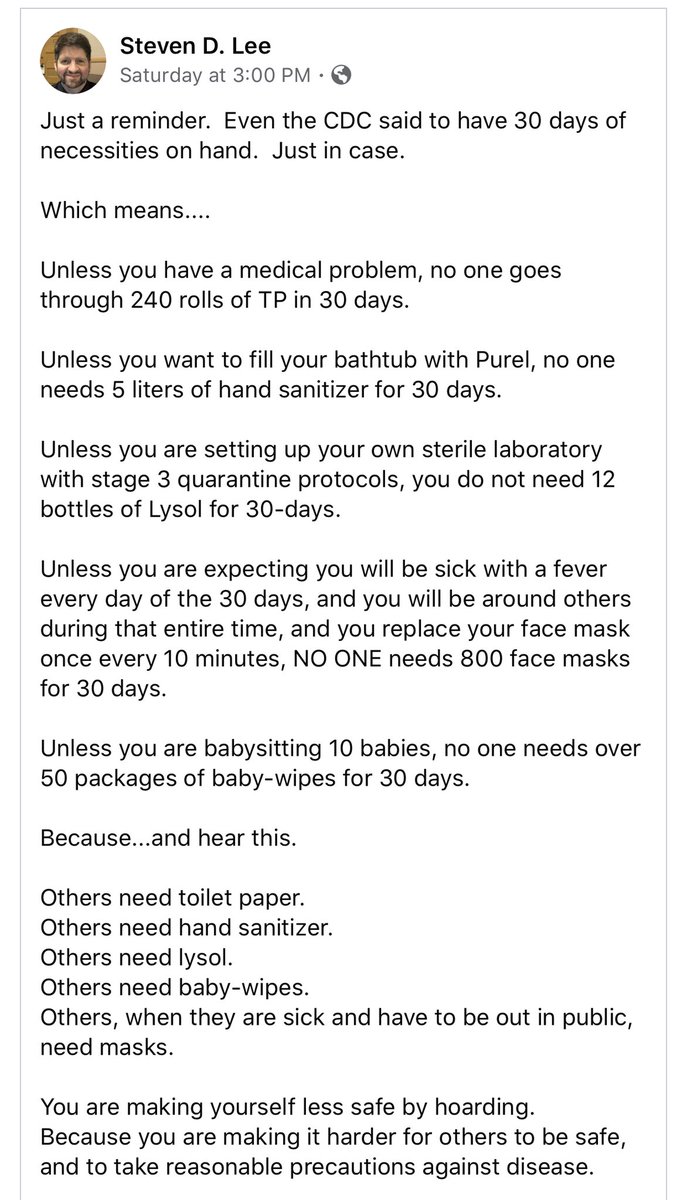 Steven D. Lee
Saturday at 3:00 PM ·
Just a reminder.  Even the CDC said to have 30 days of
necessities on hand.  Just in case.
Which means....
Unless you have a medical problem, no one goes
through 240 rolls of TP in 30 days.
Unless you want to fill your bathtub with Purel, no one
needs 5 liters of hand sanitizer for 30 days.
Unless you are setting up your own sterile laboratory
with stage 3 quarantine protocols, you do not need 12
bottles of Lysol for 30-days.
Unless you are expecting you will be sick with a fever
every day of the 30 days, and you will be around others
during that entire time, and you replace your face mask
once every 10 minutes, NO ONE needs 800 face masks
for 30 days.
Unless you are babysitting 10 babies, no one needs over
50 packages of baby-wipes for 30 days.
Because...and hear this.
Others need toilet paper.
Others need hand sanitizer.
Others need lysol.
Others need baby-wipes.
Others, when they are sick and have to be out in public,
need masks.
You are making yourself less safe by hoarding.
Because you are making it harder for others to be safe,
and to take reasonable precautions against disease.